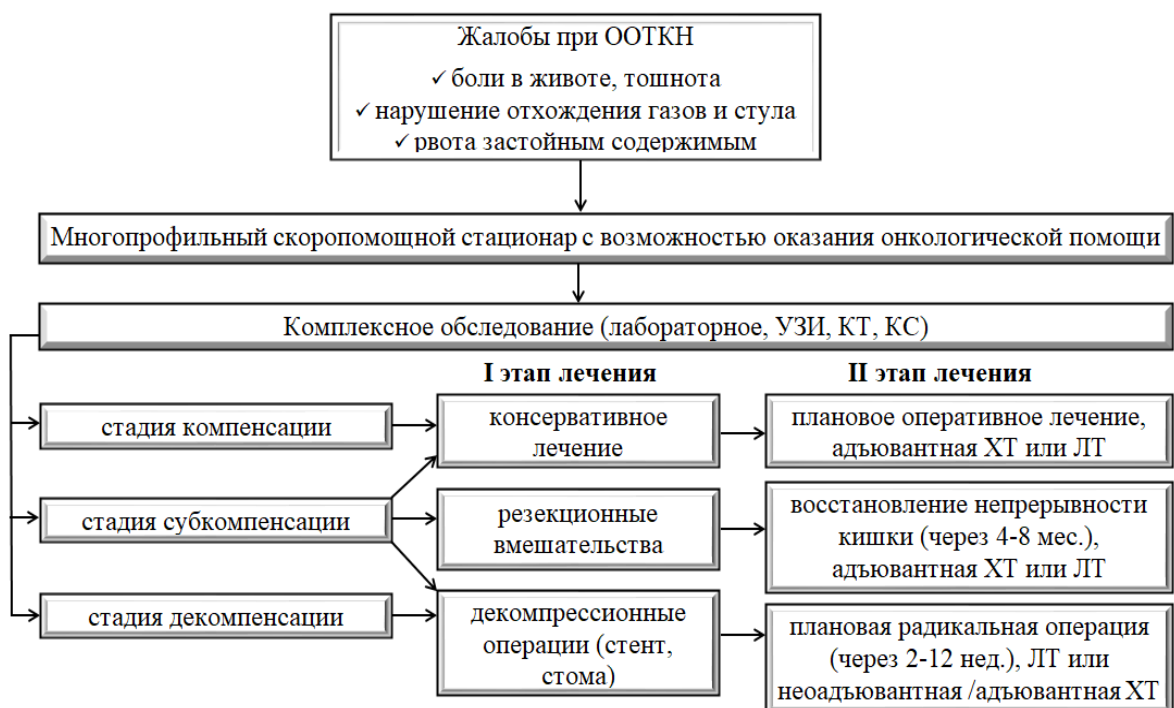 Жалобы при ООТКН
✓ боли в животе, тошнота
✓ нарушение отхождения газов и стула
✓ рвота застойным содержимым
Многопрофильный скоропомощной стационар с возможностью оказания онкологической помощи
Комплексное обследование (лабораторное, УЗИ, КТ, КС)
I этап лечения
II этап лечения
стадия компенсации
консервативное
лечение
плановое оперативное лечение,
адъювантная ХТ или ЛТ
стадия субкомпенсации
резекционные
вмешательства
восстановление непрерывности
кишки (через 4-8 мес.),
адъювантная ХТ или ЛТ
стадия декомпенсации
декомпрессионные
операции (стент,
стома)
плановая радикальная операция
(через 2-12 нед.), ЛТ или
неоадъювантная /адъювантная ХТ